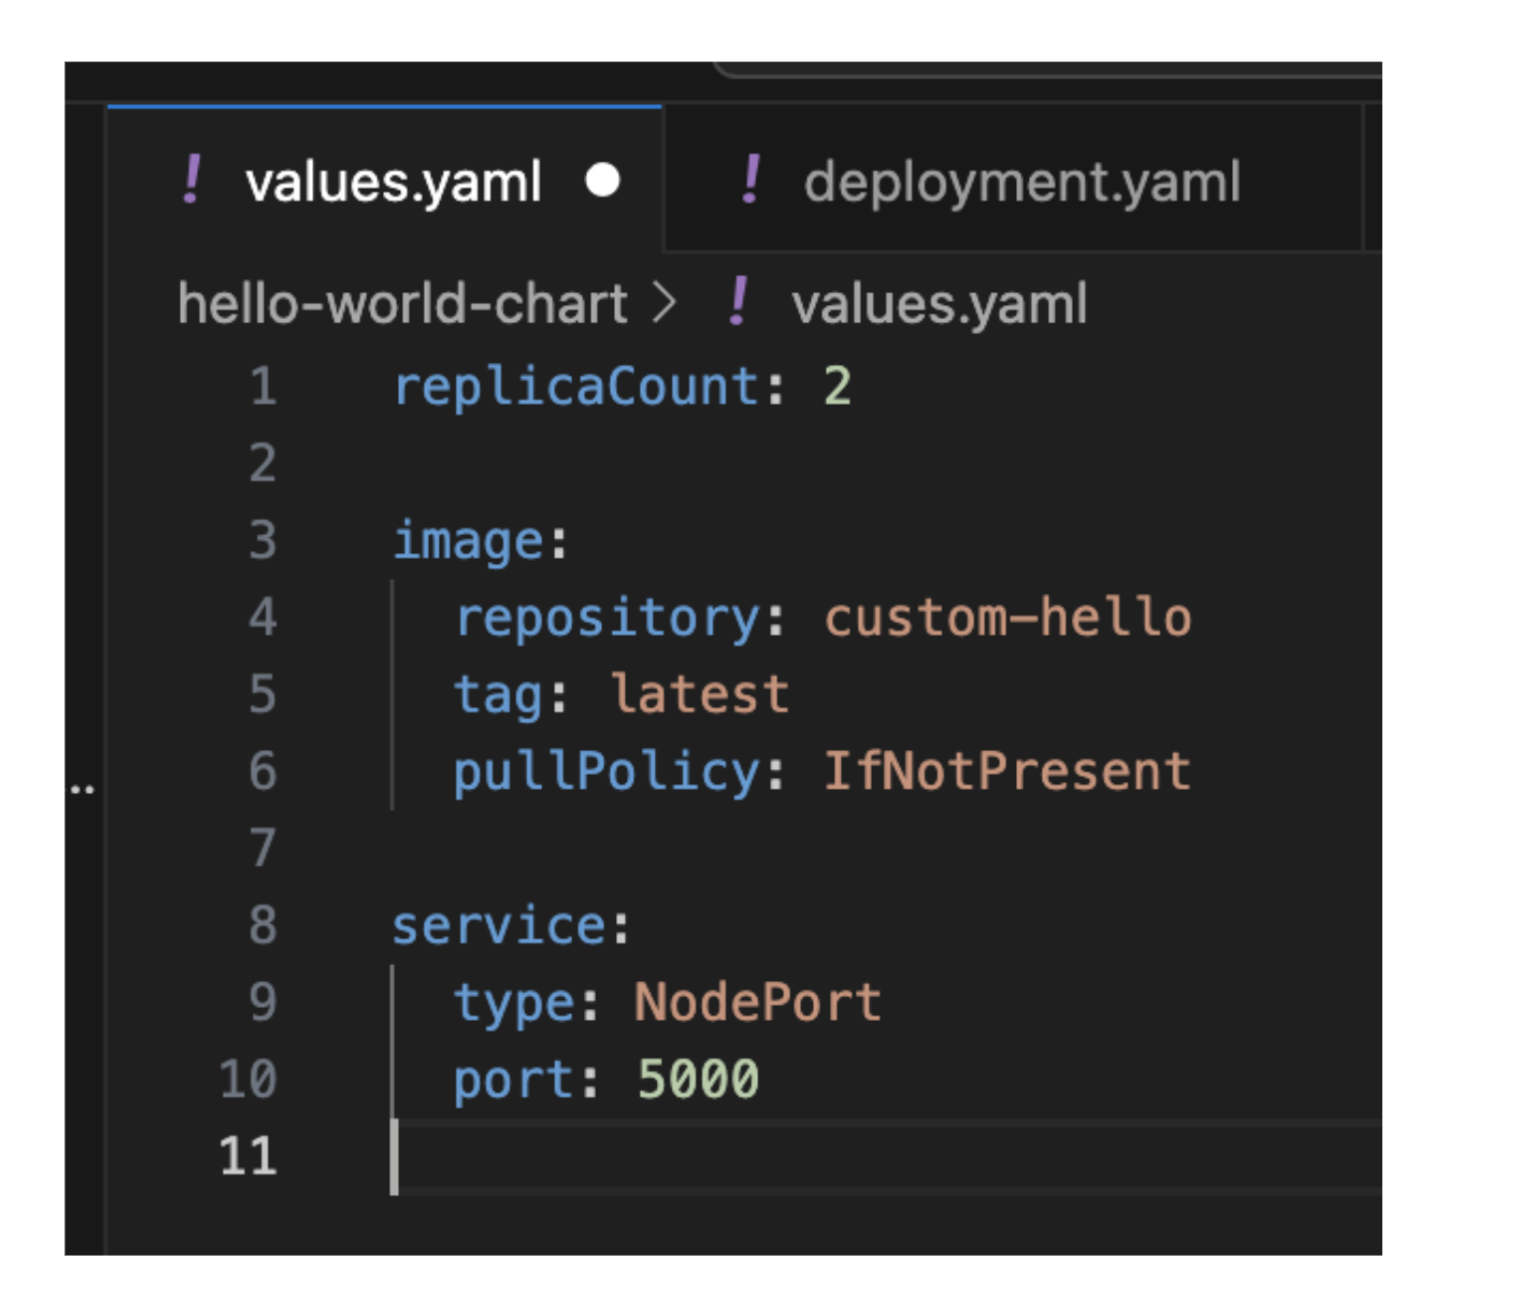 ! values.yaml ● ! deployment.yaml
hello-world-chart > ! values.yaml
1 replicaCount: 2
2
3 image:
4   repository: custom-hello
5   tag: latest
6   pullPolicy: IfNotPresent
7
8 service:
9   type: NodePort
10   port: 5000
11